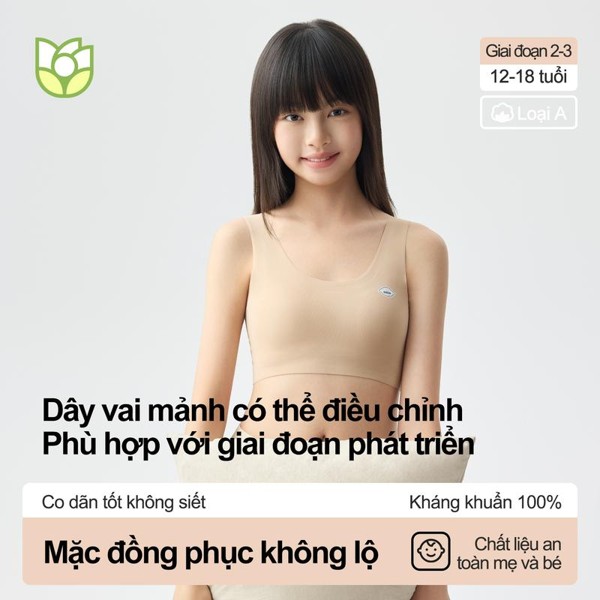 Giai đoạn 2-3
12-18 tuổi
Loại A
Dây vai mảnh có thể điều chỉnh
Phù hợp với giai đoạn phát triển
Co dãn tốt không siết
Kháng khuẩn 100%
Mặc đồng phục không lộ
Chất liệu an
toàn mẹ và bé